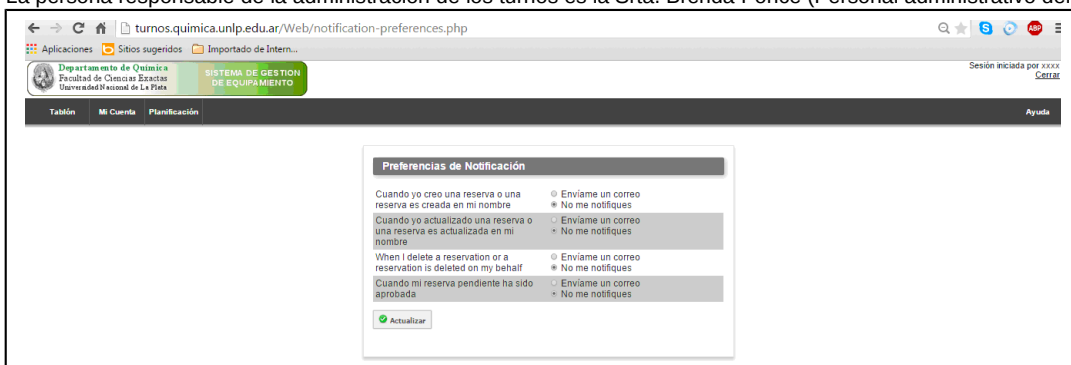 La persona responsable de la administración de los turnos es la Srta. Brenda Ponce (Personal administrativo del
turnos.quimica.unlp.edu.ar/Web/notification-preferences.php
Aplicaciones Sitios sugeridos Importado de Intern...
Departamento de Química
Facultad de Ciencias Exactas
Universidad Nacional de La Plata
SISTEMA DE GESTION
DE EQUIPAMIENTO
Sesión iniciada por xxxx
Cerrar
Tablón Mi Cuenta Planificación Ayuda
Preferencias de Notificación
Cuando yo creo una reserva o una
reserva es creada en mi nombre
Envíame un correo
No me notifiques
Cuando yo actualizado una reserva o
una reserva es actualizada en mi
nombre
Envíame un correo
No me notifiques
When I delete a reservation or a
reservation is deleted on my behalf
Envíame un correo
No me notifiques
Cuando mi reserva pendiente ha sido
aprobada
Envíame un correo
No me notifiques
Actualizar